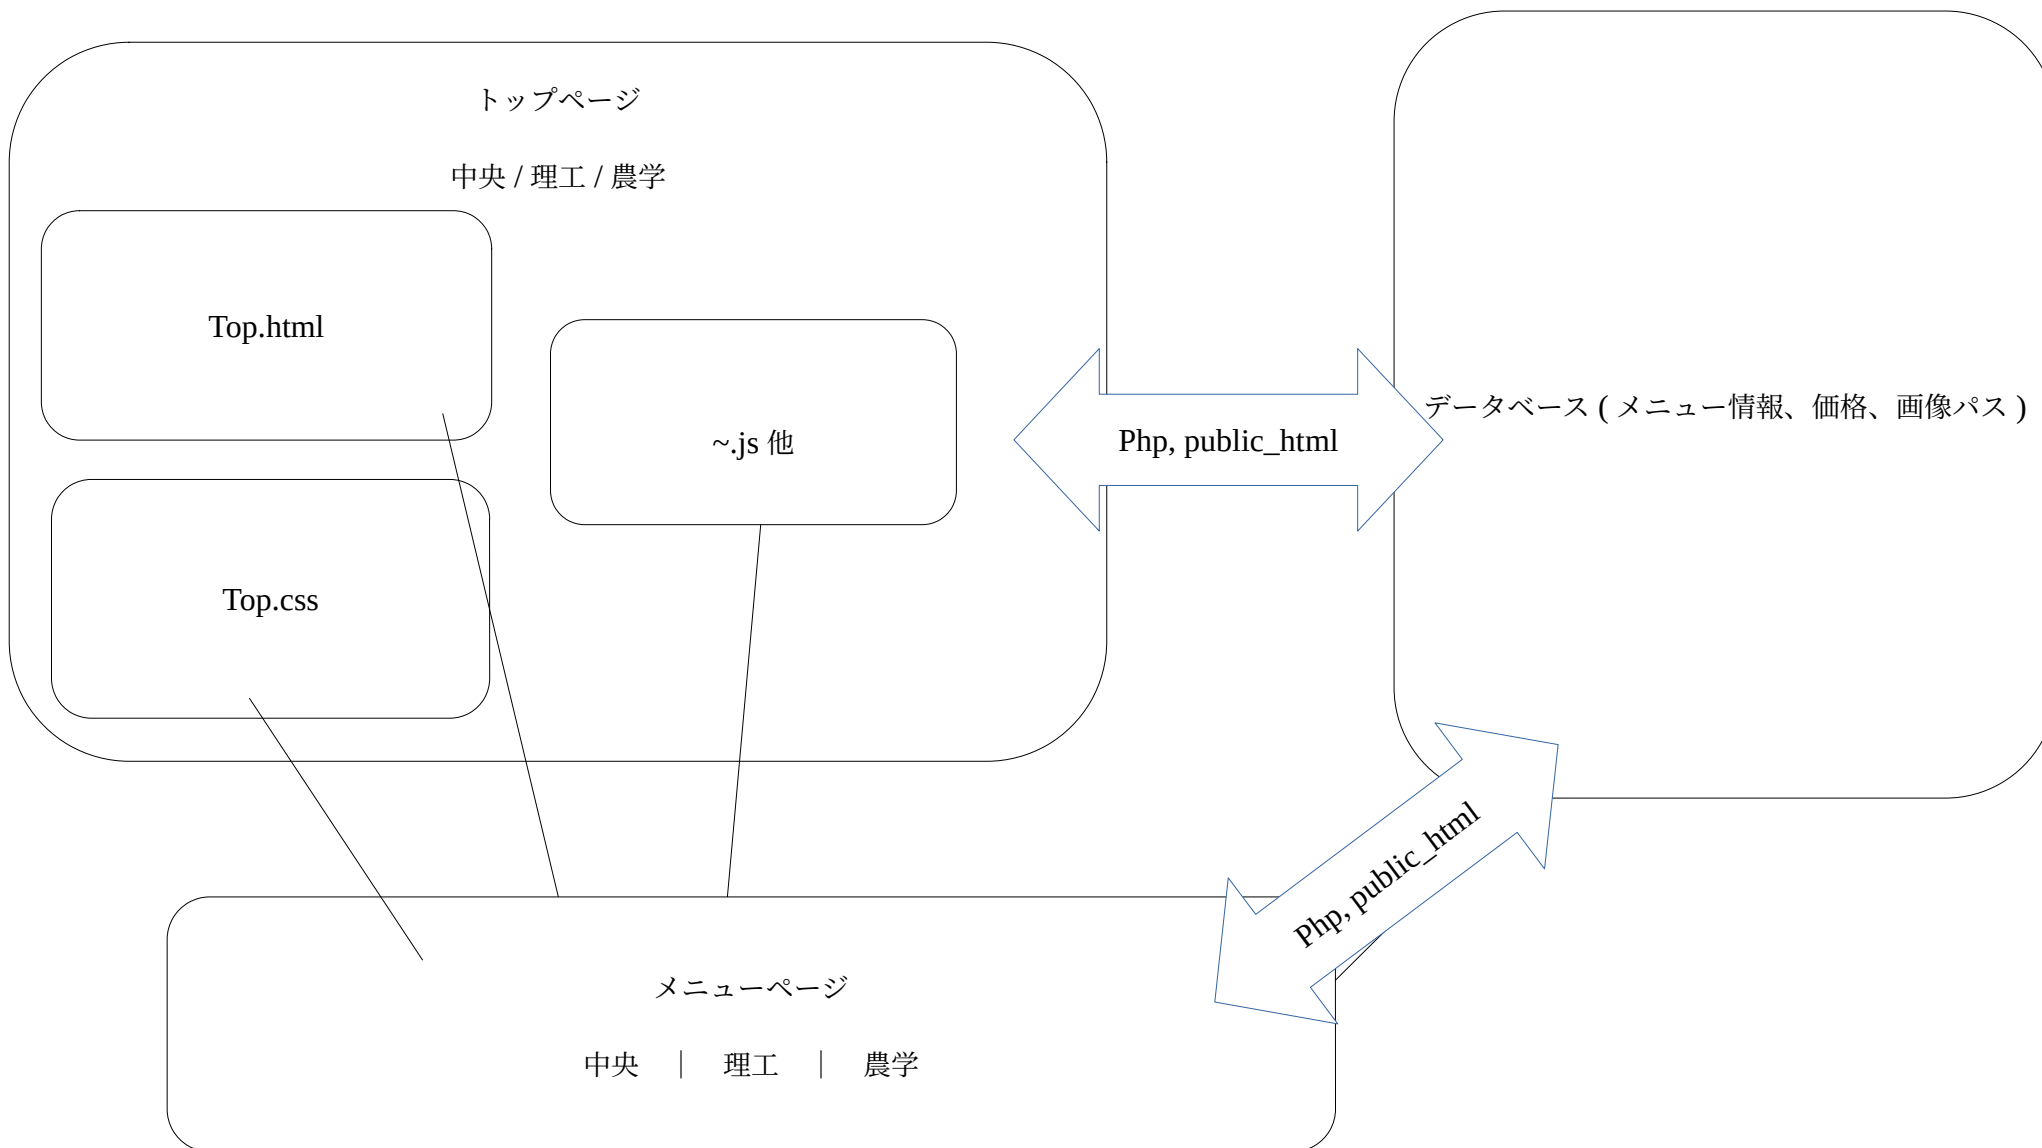 トップページ
中央 / 理工 / 農学
Top.html
~.js 他
Top.css
Php, public_html
データベース ( メニュー情報、価格、画像パス )
Php, public_html
メニューページ
中央 ｜ 理工 ｜ 農学